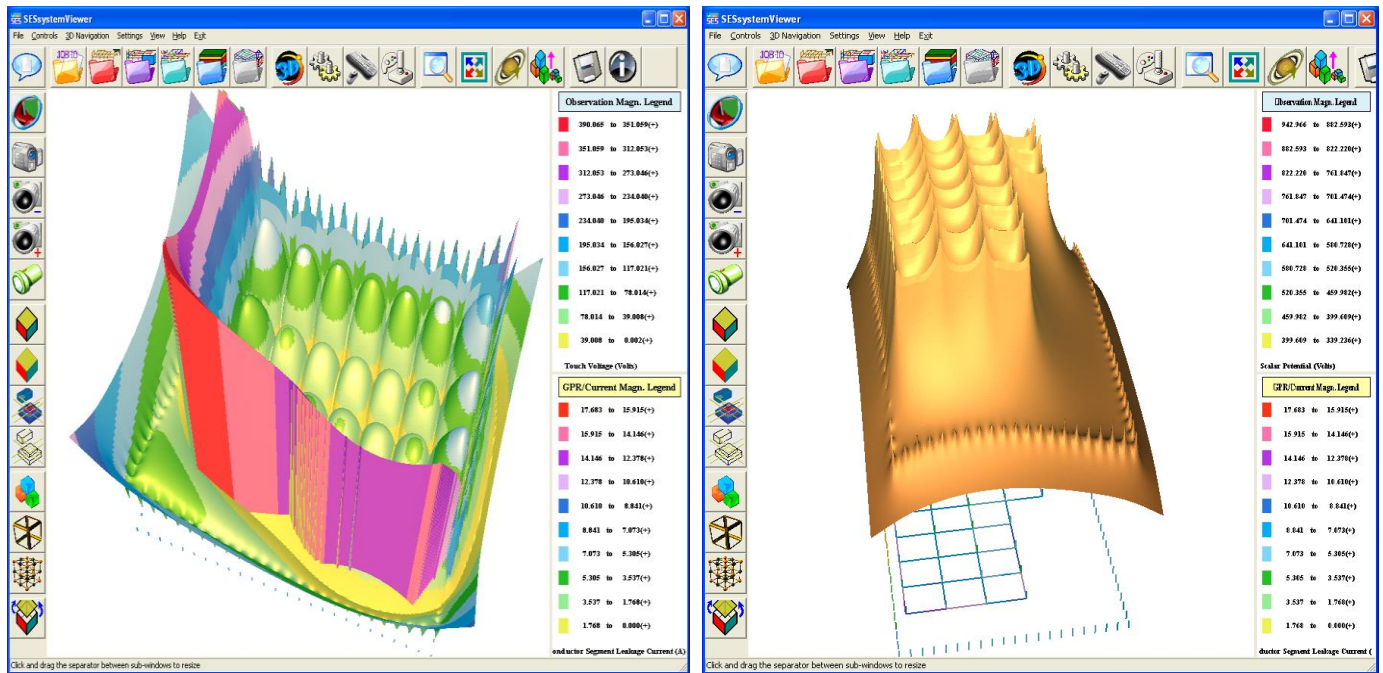 SESsystemViewer
File Controls 3D Navigation Settings View Help Exit
JOB ID
3D
Observation Magn. Legend
390.065 to 351.059(+)
351.059 to 312.053(+)
312.053 to 273.046(+)
273.046 to 234.040(+)
234.040 to 195.034(+)
195.034 to 156.027(+)
156.027 to 117.021(+)
117.021 to 78.014(+)
78.014 to 39.008(+)
39.008 to 0.002(+)
Touch Voltage (Volts)
GPR/Current Magn. Legend
17.683 to 15.915(+)
15.915 to 14.146(+)
14.146 to 12.378(+)
12.378 to 10.610(+)
10.610 to 8.841(+)
8.841 to 7.073(+)
7.073 to 5.305(+)
5.305 to 3.537(+)
3.537 to 1.768(+)
1.768 to 0.000(+)
onductor Segment Leakage Current (A)
Click and drag the separator between sub-windows to resize
SESsystemViewer
File Controls 3D Navigation Settings View Help Exit
JOB ID
3D
Observation Magn. Legend
942.966 to 882.593(+)
882.593 to 822.220(+)
822.220 to 761.847(+)
761.847 to 701.474(+)
701.474 to 641.101(+)
641.101 to 580.728(+)
580.728 to 520.355(+)
520.355 to 459.982(+)
459.982 to 399.609(+)
399.609 to 339.236(+)
Scalar Potential (Volts)
GPR/Current Magn. Legend
17.683 to 15.915(+)
15.915 to 14.146(+)
14.146 to 12.378(+)
12.378 to 10.610(+)
10.610 to 8.841(+)
8.841 to 7.073(+)
7.073 to 5.305(+)
5.305 to 3.537(+)
3.537 to 1.768(+)
1.768 to 0.000(+)
ductor Segment Leakage Current (
Click and drag the separator between sub-windows to resize